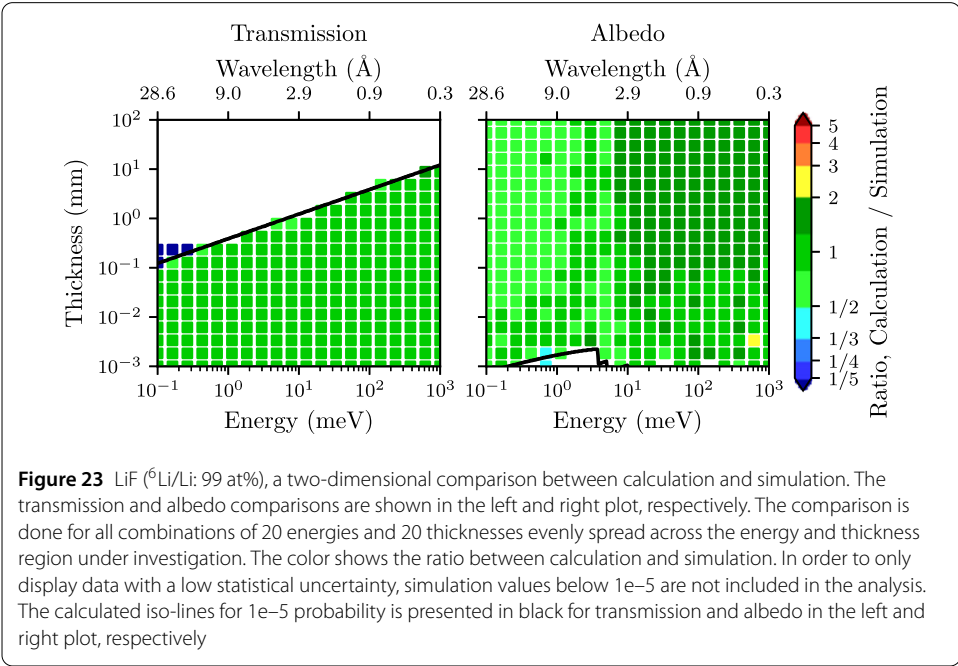 Transmission
Albedo
Wavelength (Å)
Wavelength (Å)
28.6 9.0 2.9 0.9 0.3
28.6 9.0 2.9 0.9 0.3
10² 
10¹
10⁰
10⁻¹
10⁻²
10⁻³
Thickness (mm)
10⁻¹ 10⁰ 10¹ 10² 10³
10⁻¹ 10⁰ 10¹ 10² 10³
Energy (meV)
Energy (meV)
5
4
3
2
1
1/2
1/3
1/4
1/5
Ratio, Calculation / Simulation
Figure 23 LiF (⁶Li/Li: 99 at%), a two-dimensional comparison between calculation and simulation. The
transmission and albedo comparisons are shown in the left and right plot, respectively. The comparison is
done for all combinations of 20 energies and 20 thicknesses evenly spread across the energy and thickness
region under investigation. The color shows the ratio between calculation and simulation. In order to only
display data with a low statistical uncertainty, simulation values below 1e–5 are not included in the analysis.
The calculated iso-lines for 1e–5 probability is presented in black for transmission and albedo in the left and
right plot, respectively